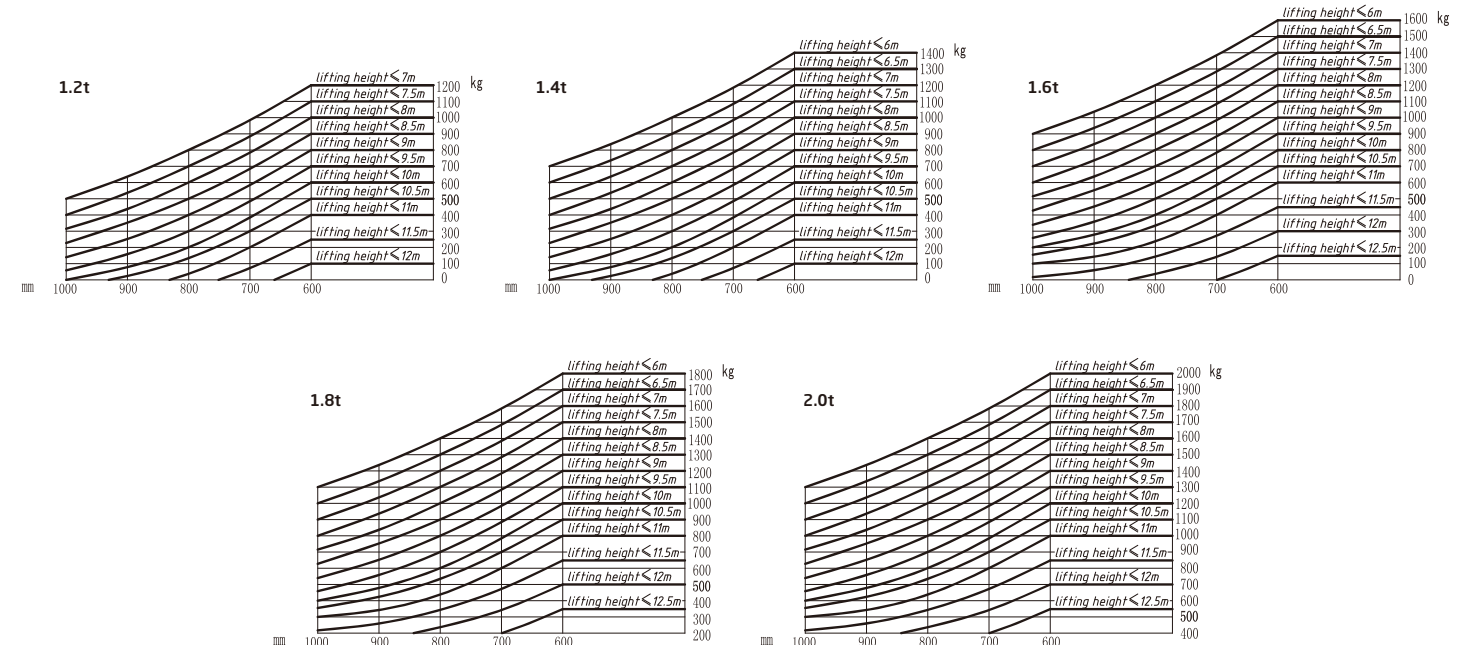 1.2t
lifting height≤7m
1200 kg
lifting height≤7.5m
1100
lifting height≤8m
1000
lifting height≤8.5m
900
lifting height≤9m
800
lifting height≤9.5m
700
lifting height≤10m
600
lifting height≤10.5m
500
lifting height≤11m
400
lifting height≤11.5m
300
200
lifting height≤12m
100
0
mm 1000 900 800 700 600
1.4t
lifting height≤6m
1400 kg
lifting height≤6.5m
1300
lifting height≤7m
1200
lifting height≤7.5m
1100
lifting height≤8m
1000
lifting height≤8.5m
900
lifting height≤9m
800
lifting height≤9.5m
700
lifting height≤10m
600
lifting height≤10.5m
500
lifting height≤11m
400
lifting height≤11.5m
300
200
lifting height≤12m
100
0
mm 1000 900 800 700 600
1.6t
lifting height≤6m
1600 kg
lifting height≤6.5m
1500
lifting height≤7m
1400
lifting height≤7.5m
1300
lifting height≤8m
1200
lifting height≤8.5m
1100
lifting height≤9m
1000
lifting height≤9.5m
900
lifting height≤10m
800
lifting height≤10.5m
700
lifting height≤11m
600
lifting height≤11.5m
500
400
lifting height≤12m
300
200
lifting height≤12.5m
100
0
mm 1000 900 800 700 600
1.8t
lifting height≤6m
1800 kg
lifting height≤6.5m
1700
lifting height≤7m
1600
lifting height≤7.5m
1500
lifting height≤8m
1400
lifting height≤8.5m
1300
lifting height≤9m
1200
lifting height≤9.5m
1100
lifting height≤10m
1000
lifting height≤10.5m
900
lifting height≤11m
800
lifting height≤11.5m
700
600
lifting height≤12m
500
400
lifting height≤12.5m
300
200
mm 1000 900 800 700 600
2.0t
lifting height≤6m
2000 kg
lifting height≤6.5m
1900
lifting height≤7m
1800
lifting height≤7.5m
1700
lifting height≤8m
1600
lifting height≤8.5m
1500
lifting height≤9m
1400
lifting height≤9.5m
1300
lifting height≤10m
1200
lifting height≤10.5m
1100
lifting height≤11m
1000
lifting height≤11.5m
900
800
lifting height≤12m
700
600
lifting height≤12.5m
500
400
mm 1000 900 800 700 600